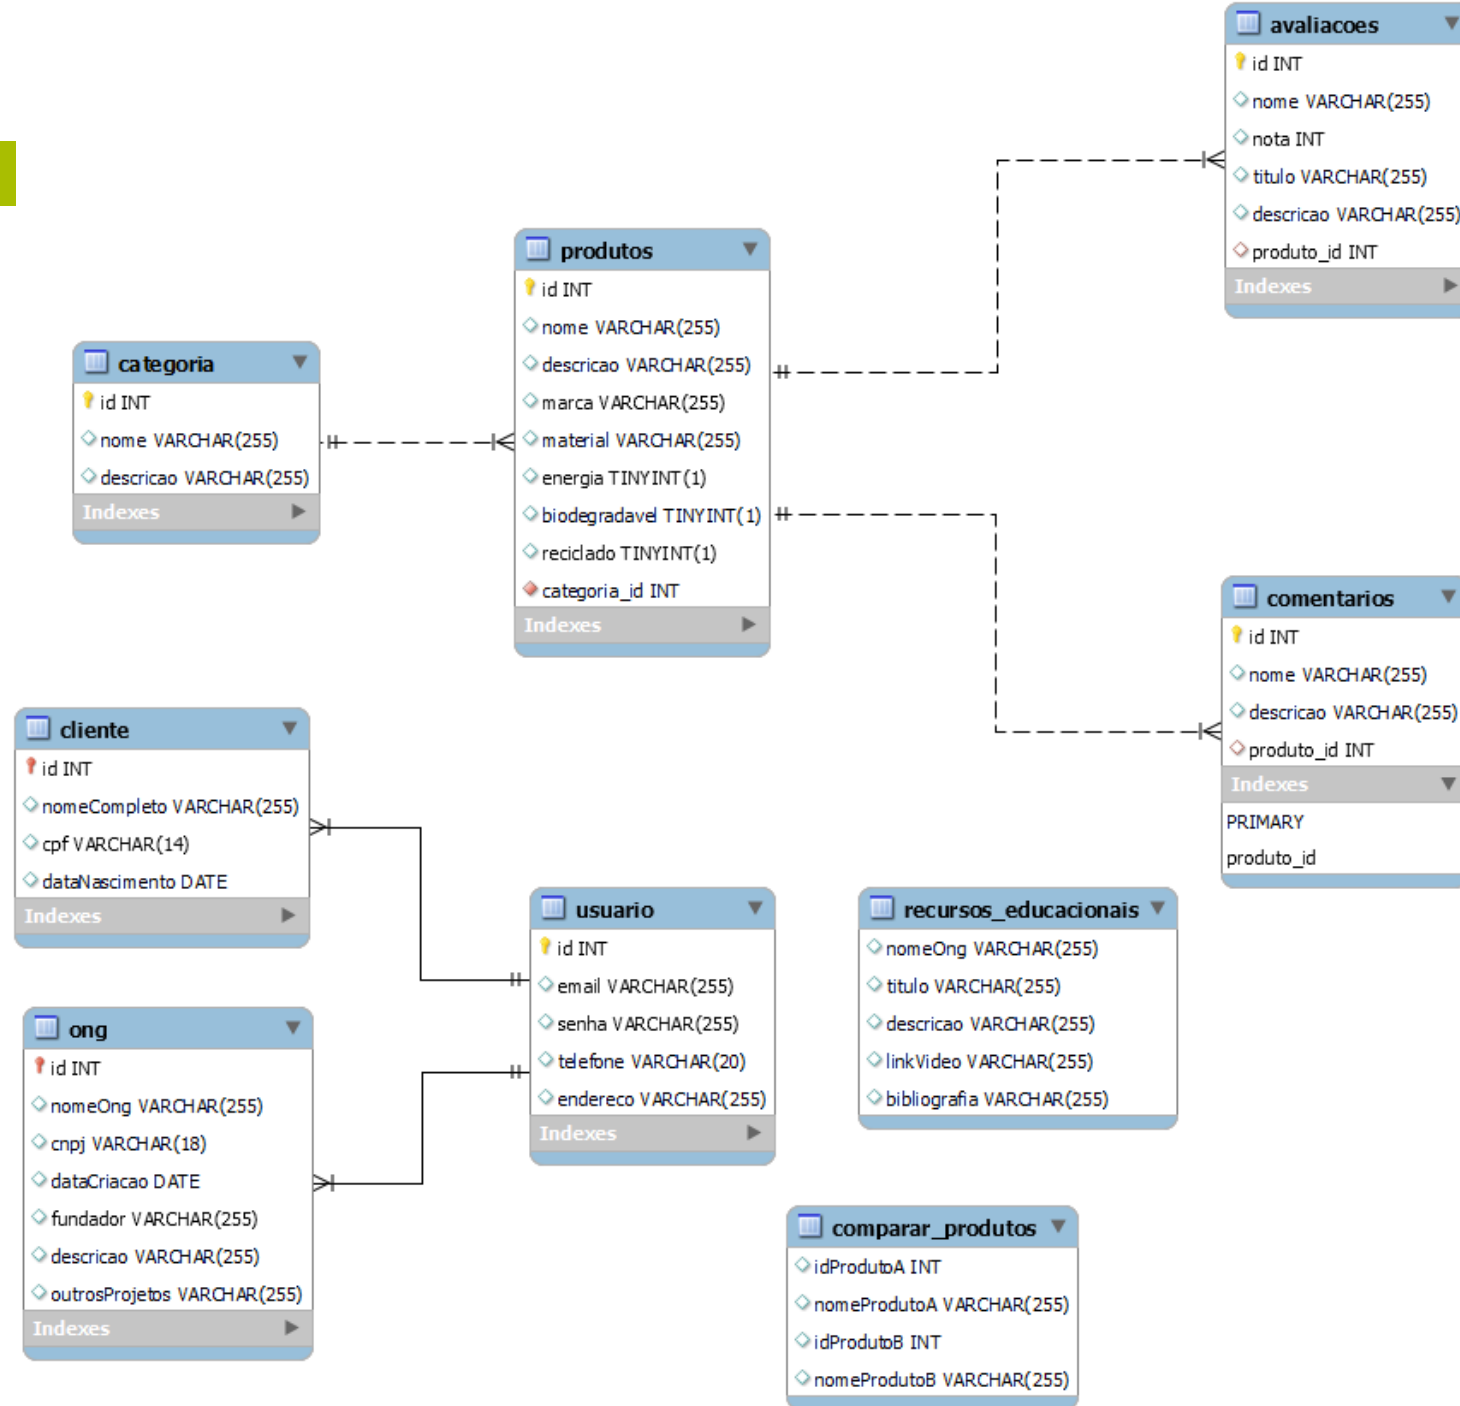 avaliacoes
id INT
nome VARCHAR(255)
nota INT
titulo VARCHAR(255)
descricao VARCHAR(255)
produto_id INT
Indexes
produtos
id INT
nome VARCHAR(255)
descricao VARCHAR(255)
marca VARCHAR(255)
material VARCHAR(255)
energia TINYINT(1)
biodegradavel TINYINT(1)
reciclado TINYINT(1)
categoria_id INT
Indexes
categoria
id INT
nome VARCHAR(255)
descricao VARCHAR(255)
Indexes
comentarios
id INT
nome VARCHAR(255)
descricao VARCHAR(255)
produto_id INT
Indexes
PRIMARY
produto_id
cliente
id INT
nomeCompleto VARCHAR(255)
cpf VARCHAR(14)
dataNascimento DATE
Indexes
usuario
id INT
email VARCHAR(255)
senha VARCHAR(255)
telefone VARCHAR(20)
endereco VARCHAR(255)
Indexes
recursos_educacionais
nomeOng VARCHAR(255)
titulo VARCHAR(255)
descricao VARCHAR(255)
linkVideo VARCHAR(255)
bibliografia VARCHAR(255)
ong
id INT
nomeOng VARCHAR(255)
cnpj VARCHAR(18)
dataCriacao DATE
fundador VARCHAR(255)
descricao VARCHAR(255)
outrosProjetos VARCHAR(255)
Indexes
comparar_produtos
idProdutoA INT
nomeProdutoA VARCHAR(255)
idProdutoB INT
nomeProdutoB VARCHAR(255)